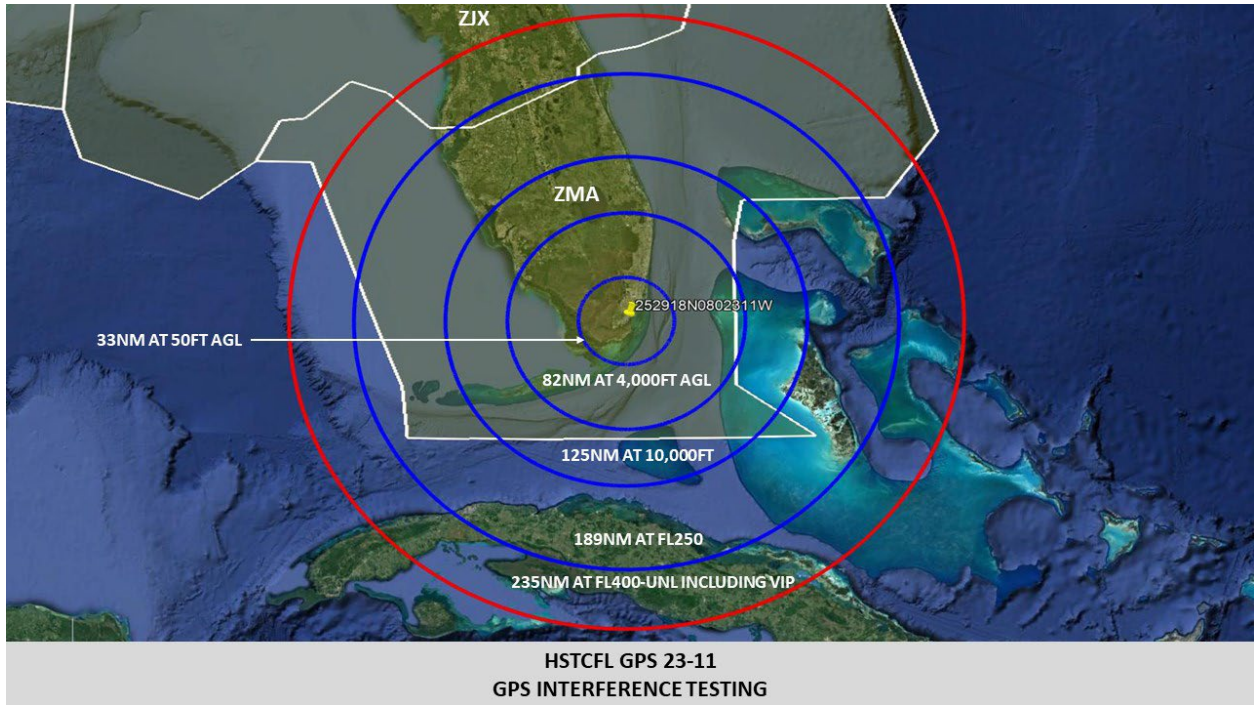 ZJX
ZMA
252918N0802311W
33NM AT 50FT AGL
82NM AT 4,000FT AGL
125NM AT 10,000FT
189NM AT FL250
235NM AT FL400-UNL INCLUDING VIP
HSTCFL GPS 23-11
GPS INTERFERENCE TESTING